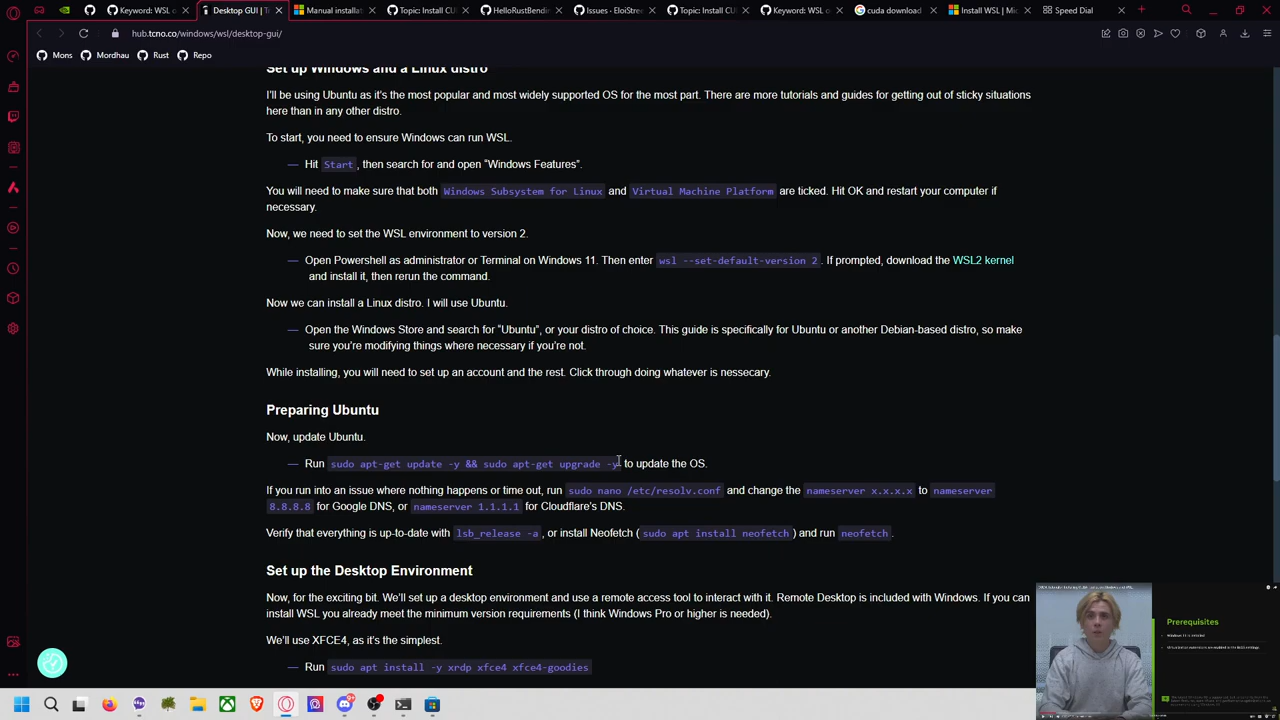 Desktop GUI | T
Keyword: WSL o
Manual installat
Topic: Install CU
HelloRustBendin
Issues - EloiStree
Topic: Install CU
Keyword: WSL o
cuda download
Install WSL | Mic
Speed Dial
hub.tcno.co/windows/wsl/desktop-gui/
Mons Mordhau Rust Repo
Set up Windows and a Linux distro
I'll be using Ubuntu as it's the most popular and most widely supported OS for the most part. There are more tutorials and guides for getting out of sticky situations
here than in any other distro.
To start, you need to ensure Windows can run WSL.
— Hit Start, then search for and open "Windows Features".
You will need to make sure that both Windows Subsystem for Linux and Virtual Machine Platform are ticked. Hit OK and restart your computer if
necessary.
Now, we need to set the WSL environment to version 2.
— Open Powershell as administrator or Terminal on Windows 11. Then enter wsl --set-default-version 2. If prompted, download the WSL2 kernel
and install it, then rerun the command.
Now we can install a Linux distro. I will use Ubuntu.
— Open the Windows Store and search for "Ubuntu", or your distro of choice. This guide is specifically for Ubuntu or another Debian-based distro, so make
sure you're modifying things where necessary if you're not.
While installing, you will need to set up an account and the rest. Click through doing whatever is nessecary.
Preparing Ubuntu
Now, update Ubuntu.
— Run sudo apt-get update -y && sudo apt-get upgrade -y to update the OS.
If you run into an issue where nothing happens or time out, run sudo nano /etc/resolv.conf and change the nameserver x.x.x.x to nameserver
8.8.8.8 for Google DNS, or nameserver 1.1.1.1 for Cloudflare's DNS.
Verify that everything is up-to-date with lsb_release -a, or install Neofetch (sudo apt install neofetch) and run neofetch.
Set up the Desktop Environment
Now, for the exiting stuff: Set up a desktop environment and use a remote access tool to interact with it. Remote Desktop is included with Windows. If you can
install WSL you already meet the minimum version requirements (I think Windows Pro or higher is needed).
We'll use XFCE4, as it's the simplest.
— Run sudo apt install -y xrdp xfce4 xfce4-goodies
Prerequisites